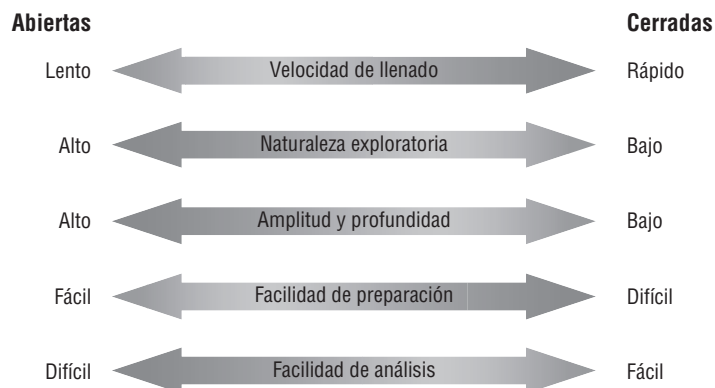 Abiertas Cerradas
Lento Velocidad de llenado Rápido
Alto Naturaleza exploratoria Bajo
Alto Amplitud y profundidad Bajo
Fácil Facilidad de preparación Difícil
Difícil Facilidad de análisis Fácil